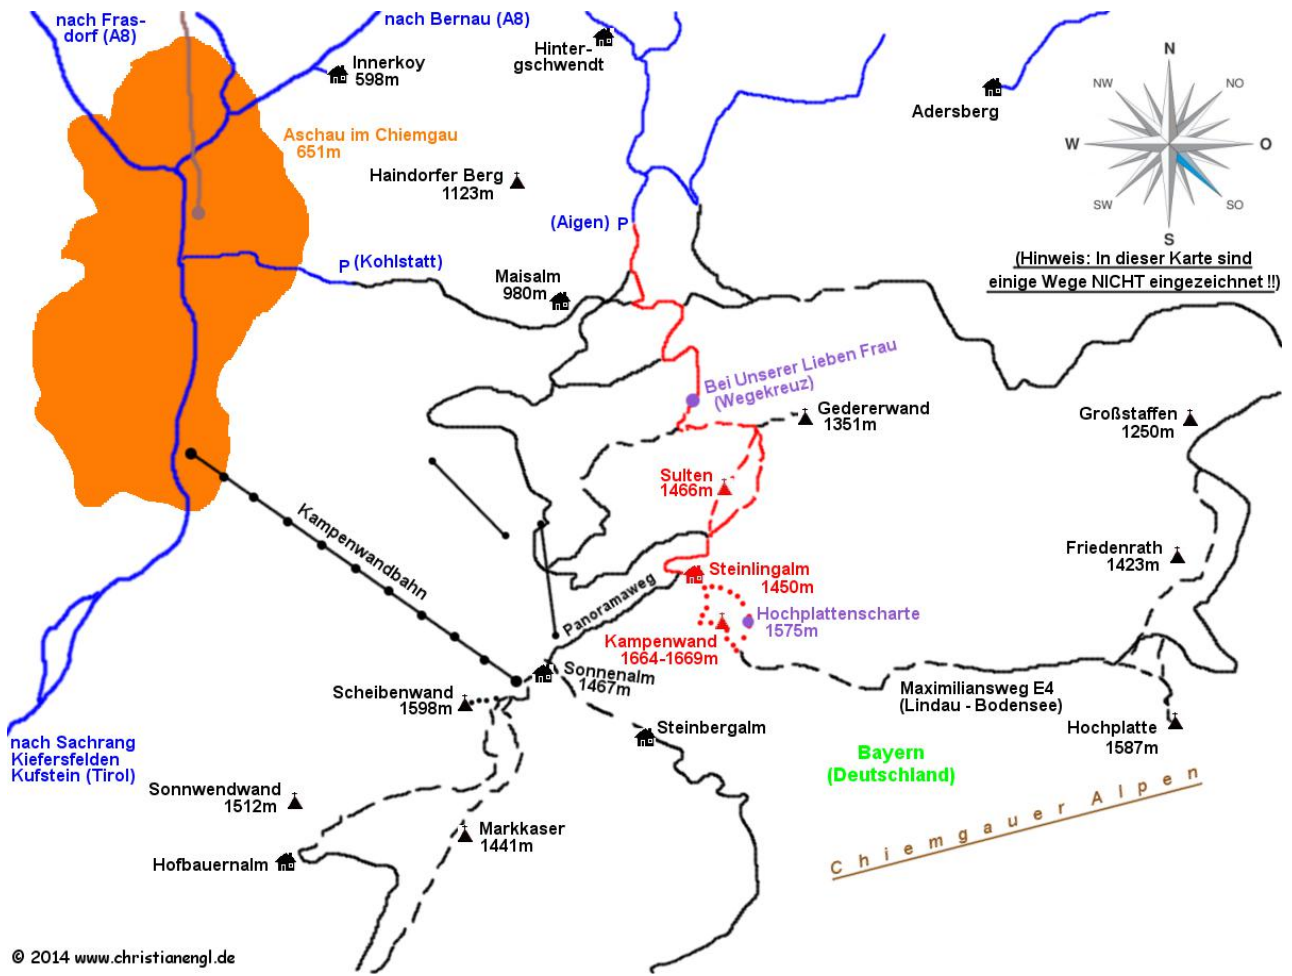 nach Fras-
dorf (A8)
nach Bernau (A8)
Innerkoy
598m
Hinter-
gschwendt
Adersberg
N
NW
NO
W
O
SW
SO
S
Aschau im Chiemgau
651m
Haindorfer Berg
1123m
(Aigen) P
P (Kohlstatt)
(Hinweis: In dieser Karte sind
einige Wege NICHT eingezeichnet !!)
Maisalm
980m
Bei Unserer Lieben Frau
(Wegekreuz)
Gedererwand
1351m
Großstaffen
1250m
Sulten
1466m
Kampenwandbahn
Friedenrath
1423m
Steinlingalm
1450m
Panoramaweg
Hochplattenscharte
1575m
Kampenwand
1664-1669m
Sonnenalm
1467m
Scheibenwand
1598m
Maximiliansweg E4
(Lindau - Bodensee)
Hochplatte
1587m
Steinbergalm
nach Sachrang
Kiefersfelden
Kufstein (Tirol)
Bayern
(Deutschland)
Chiemgauer Alpen
Sonnwendwand
1512m
Markkaser
1441m
Hofbauernalm
© 2014 www.christianengl.de